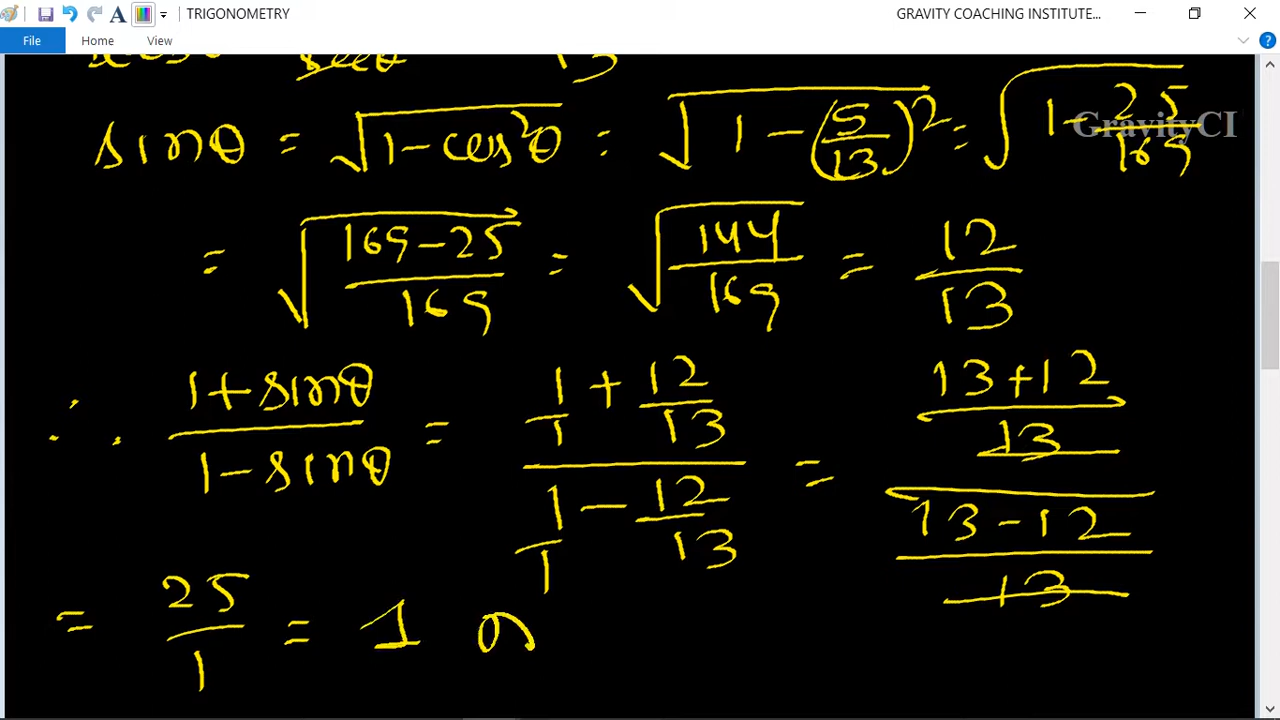 TRIGONOMETRY GRAVITY COACHING INSTITUTE...
File Home View
13
sinθ = √(1-cos²θ) = √(1-(5/13)²) = √(1-25/169)
GravityCI
= √((169-25)/169) = √(144/169) = 12/13
∴ (1+sinθ)/(1-sinθ) = (1/1 + 12/13)/(1/1 - 12/13) = ((13+12)/13)/((13-12)/13)
= 25/1 = 1